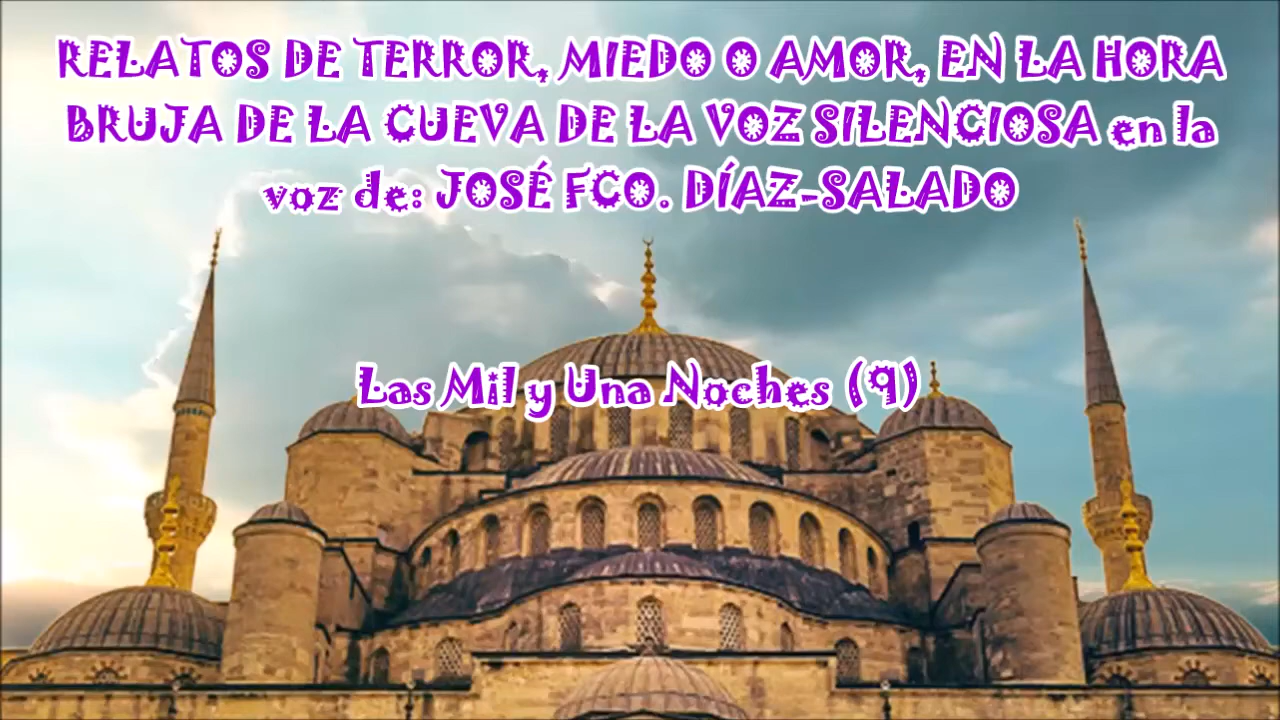 RELATOS DE TERROR, MIEDO O AMOR, EN LA HORA
BRUJA DE LA CUEVA DE LA VOZ SILENCIOSA en la
voz de: JOSÉ FCO. DÍAZ-SALADO
Las Mil y Una Noches (9)